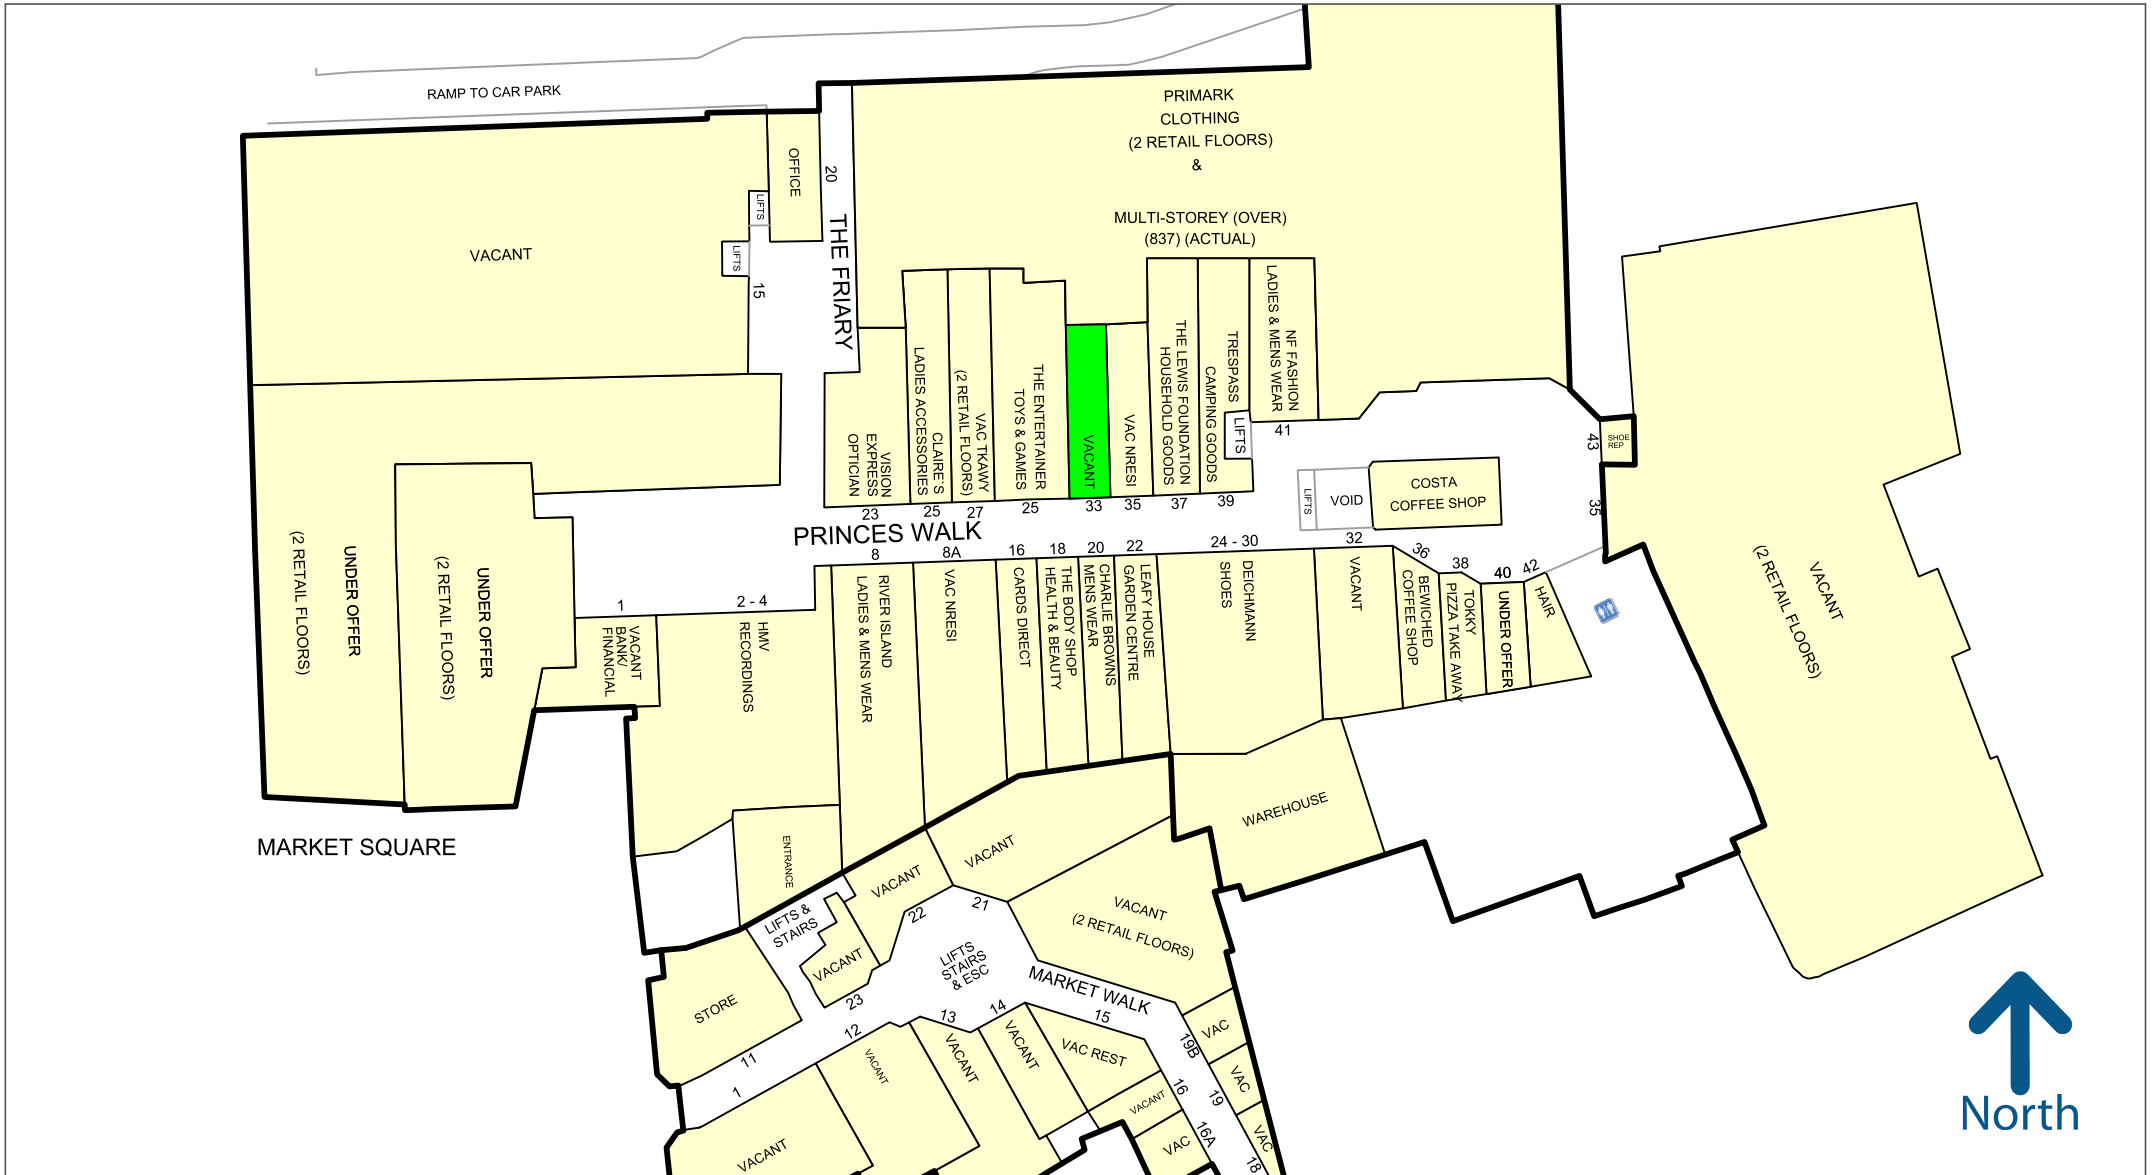 RAMP TO CAR PARK
PRIMARK
CLOTHING
(2 RETAIL FLOORS)
&
MULTI-STOREY (OVER)
(837) (ACTUAL)
VACANT
OFFICE
LIFTS
LIFTS
20
15
THE FRIARY
VISION
EXPRESS
OPTICIAN
23
CLAIRE'S
LADIES ACCESSORIES
25
VAC TKAWY
(2 RETAIL FLOORS)
27
THE ENTERTAINER
TOYS & GAMES
25
VACANT
33
VAC NRESI
35
THE LEWIS FOUNDATION
HOUSEHOLD GOODS
37
TRESPASS
CAMPING GOODS
39
LIFTS
NF FASHION
LADIES & MENS WEAR
41
LIFTS
VOID
COSTA
COFFEE SHOP
43
SHOE
REP
35
VACANT
(2 RETAIL FLOORS)
UNDER OFFER
(2 RETAIL FLOORS)
UNDER OFFER
(2 RETAIL FLOORS)
PRINCES WALK
1
VACANT
BANK/
FINANCIAL
2 - 4
HMV
RECORDINGS
8
RIVER ISLAND
LADIES & MENS WEAR
8A
VAC NRESI
16
CARDS DIRECT
18
THE BODY SHOP
HEALTH & BEAUTY
20
CHARLIE BROWNS
MENS WEAR
22
LEAFY HOUSE
GARDEN CENTRE
24 - 30
DEICHMANN
SHOES
32
VACANT
36
BEWICHED
COFFEE SHOP
38
TOKKY
PIZZA TAKE AWAY
40
UNDER OFFER
42
HAIR
MARKET SQUARE
ENTRANCE
WAREHOUSE
VACANT
VACANT
VACANT
(2 RETAIL FLOORS)
LIFTS &
STAIRS
VACANT
22
21
23
LIFTS
STAIRS
& ESC
MARKET WALK
STORE
11
12
13
14
15
1
VACANT
VACANT
VACANT
VACANT
VAC REST
VACANT
16
VAC
16A
19B
VAC
19
VAC
VAC
18
North